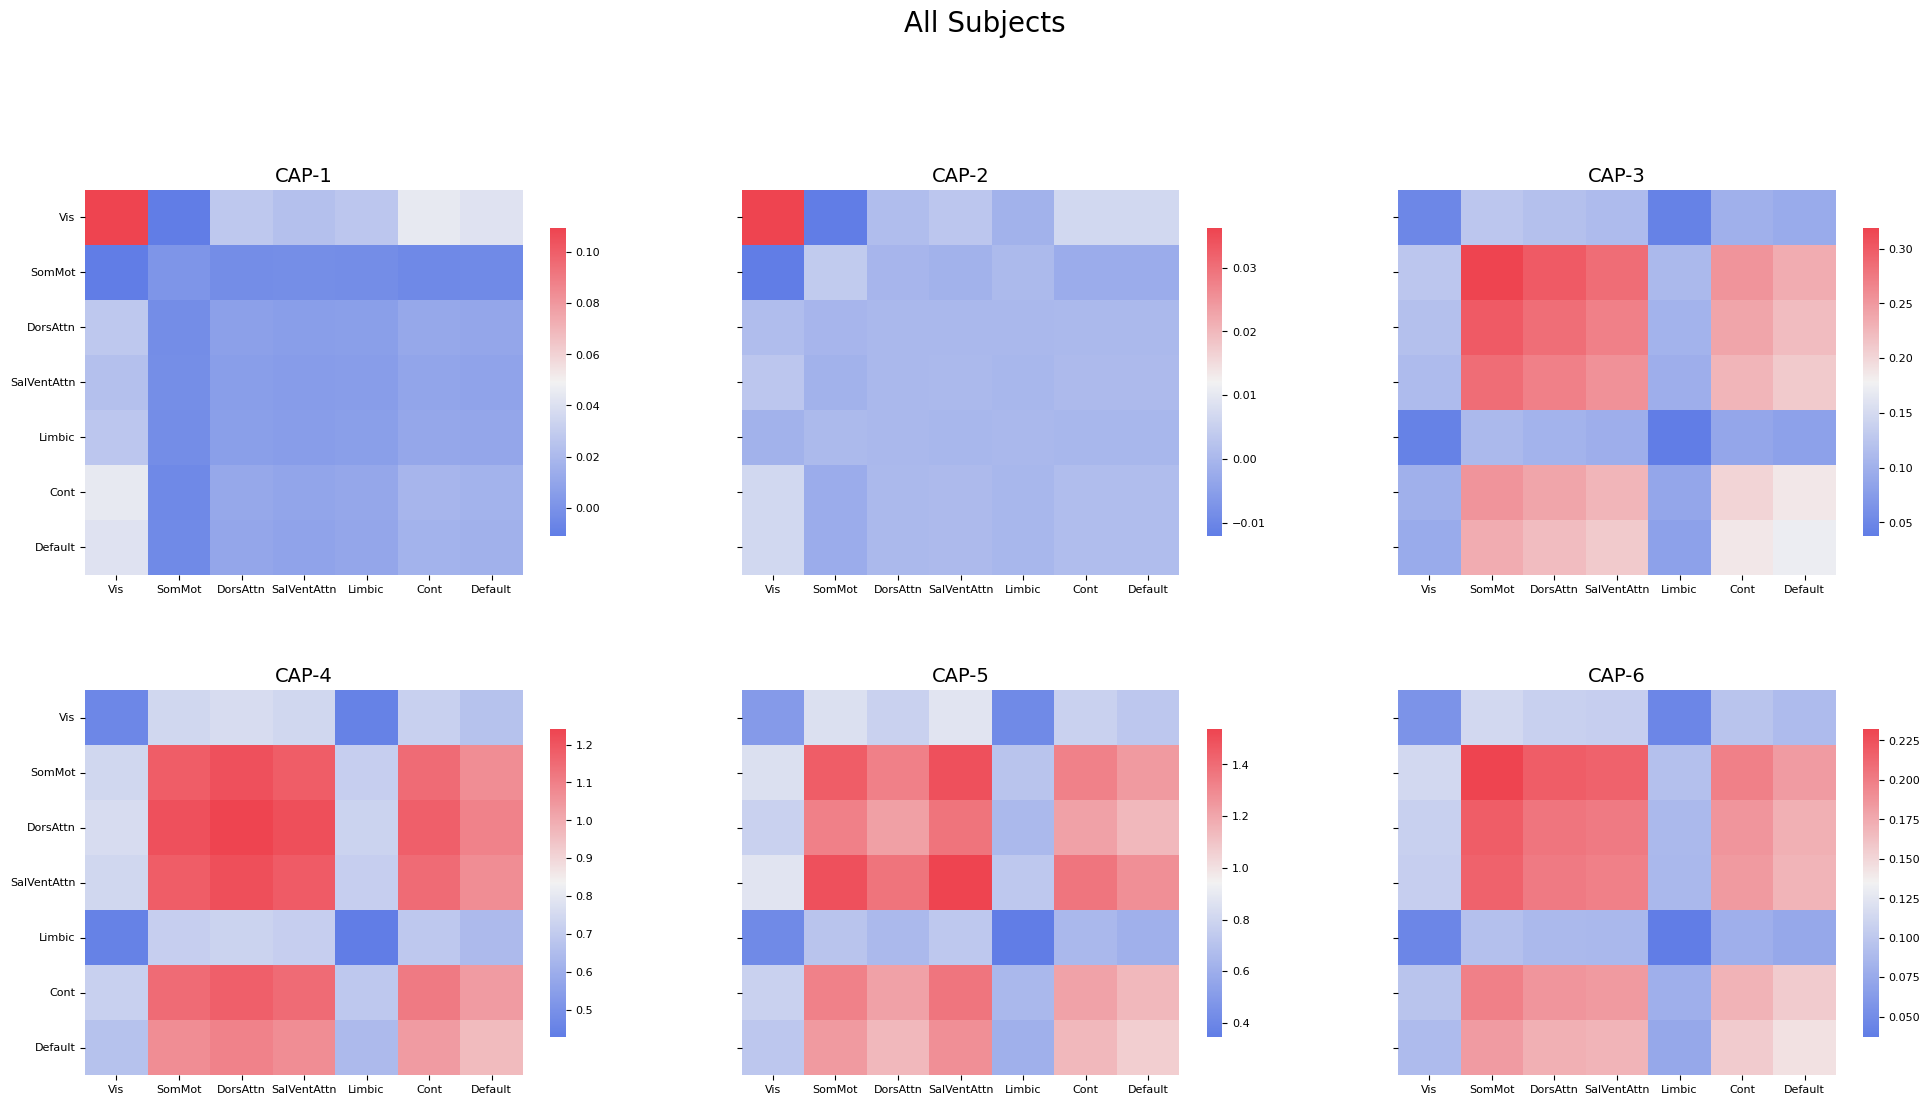 All Subjects
CAP-1
Vis
SomMot
DorsAttn
SalVentAttn
Limbic
Cont
Default
Vis SomMot DorsAttn SalVentAttn Limbic Cont Default
0.10
0.08
0.06
0.04
0.02
0.00
CAP-2
Vis SomMot DorsAttn SalVentAttn Limbic Cont Default
0.03
0.02
0.01
0.00
−0.01
CAP-3
Vis SomMot DorsAttn SalVentAttn Limbic Cont Default
0.30
0.25
0.20
0.15
0.10
0.05
CAP-4
Vis
SomMot
DorsAttn
SalVentAttn
Limbic
Cont
Default
Vis SomMot DorsAttn SalVentAttn Limbic Cont Default
1.2
1.1
1.0
0.9
0.8
0.7
0.6
0.5
CAP-5
Vis SomMot DorsAttn SalVentAttn Limbic Cont Default
1.4
1.2
1.0
0.8
0.6
0.4
CAP-6
Vis SomMot DorsAttn SalVentAttn Limbic Cont Default
0.225
0.200
0.175
0.150
0.125
0.100
0.075
0.050